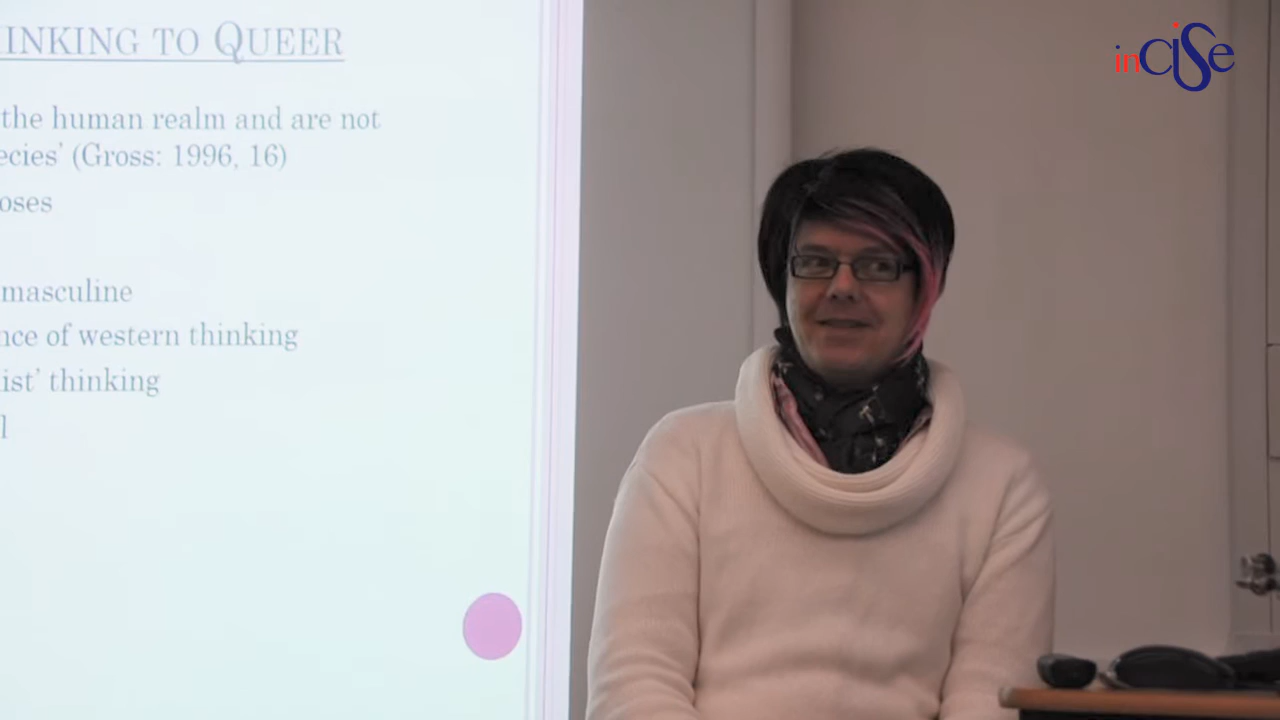 INKING TO QUEER
the human realm and are not
ecies' (Gross: 1996, 16)
oses
masculine
nce of western thinking
ist' thinking
l
inCiSe